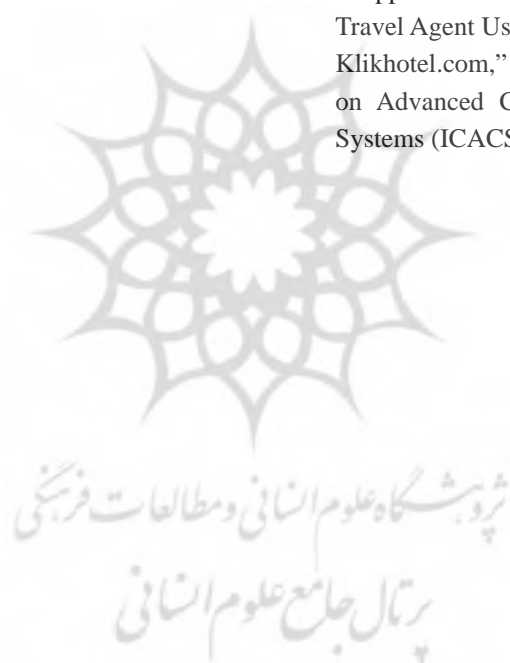 Travel Agent Us
Klikhotel.com,”
on Advanced C
Systems (ICACS
پژوهشگاه علوم انسانی و مطالعات فرهنگی
پرتال جامع علوم انسانی